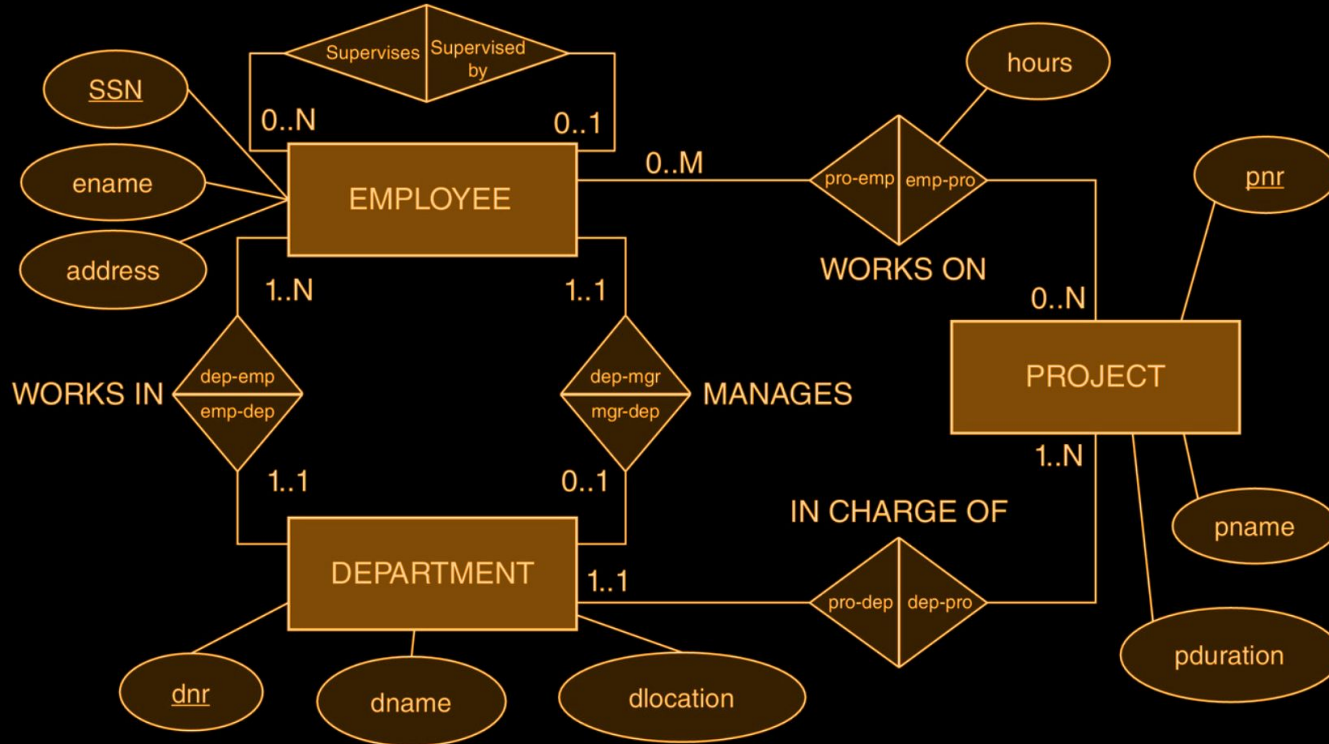 Supervises
Supervised
by
hours
SSN
0..N
0..1
0..M
pro-emp
emp-pro
pnr
ename
EMPLOYEE
address
WORKS ON
1..N
1..1
0..N
dep-emp
dep-mgr
PROJECT
WORKS IN
MANAGES
emp-dep
mgr-dep
1..N
1..1
0..1
IN CHARGE OF
pname
DEPARTMENT
1..1
pro-dep
dep-pro
pduration
dnr
dname
dlocation